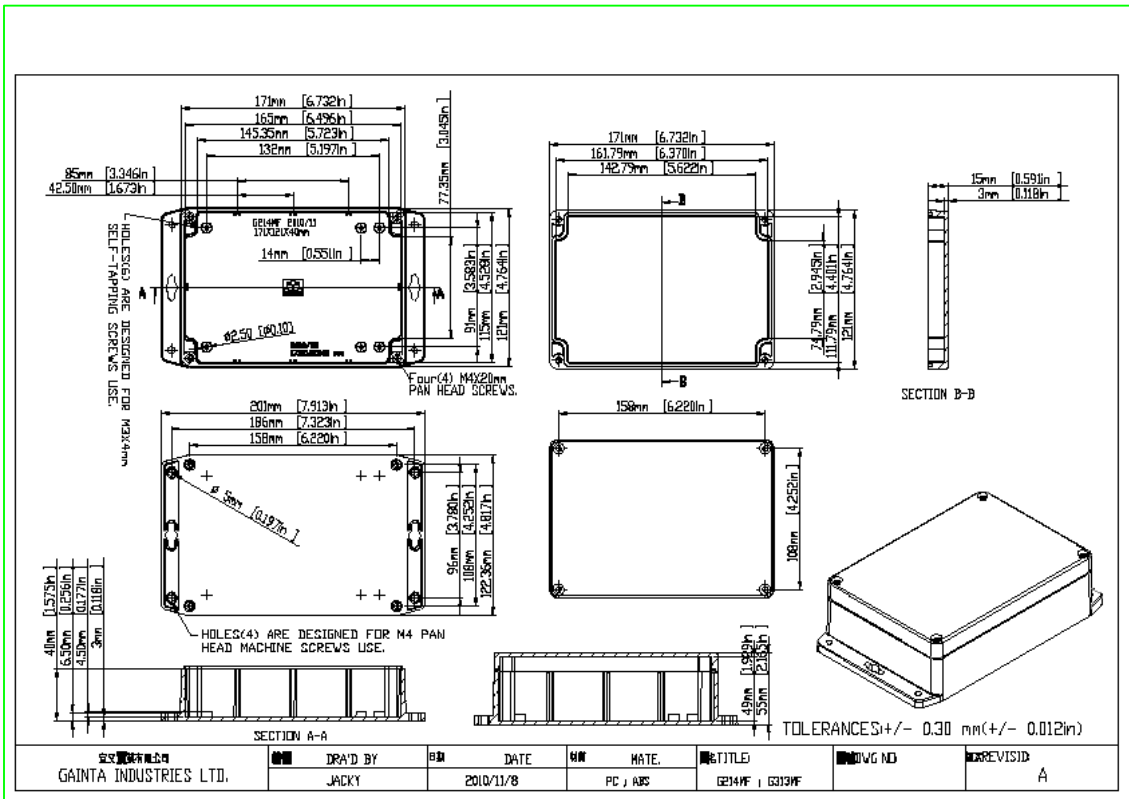 171mm [6.732in]
165mm [6.496in]
145.35mm [5.723in]
132mm [5.197in]
85mm [3.346in]
42.50mm [1.673in]
77.35mm [3.045in]
G214MF 2010/11
171X121X40mm
14mm [0.551in]
ø2.50 [ø0.10]
91mm [3.583in]
115mm [4.528in]
121mm [4.764in]
A
A
HOLES(6) ARE DESIGNED FOR M3X4mm
SELF-TAPPING SCREWS USE.
Four(4) M4X20mm
PAN HEAD SCREWS.
171mm [6.732in]
161.79mm [6.370in]
142.79mm [5.622in]
B
B
74.79mm [2.945in]
111.79mm [4.401in]
121mm [4.764in]
15mm [0.591in]
3mm [0.118in]
SECTION B-B
201mm [7.913in]
186mm [7.323in]
158mm [6.220in]
ø 5mm [0.197in]
96mm [3.780in]
108mm [4.252in]
122.36mm [4.817in]
HOLES(4) ARE DESIGNED FOR M4 PAN
HEAD MACHINE SCREWS USE.
158mm [6.220in]
108mm [4.252in]
40mm [1.575in]
6.50mm [0.256in]
4.50mm [0.177in]
3mm [0.118in]
SECTION A-A
49mm [1.929in]
55mm [2.165in]
TOLERANCES:+/- 0.30 mm(+/- 0.012in)
GAINTA INDUSTRIES LTD.
DRA'D BY
JACKY
日期 DATE
2010/11/8
材質 MATE.
PC ; ABS
TITLE:
G214MF ; G313MF
DWG NO
REVISID:
A